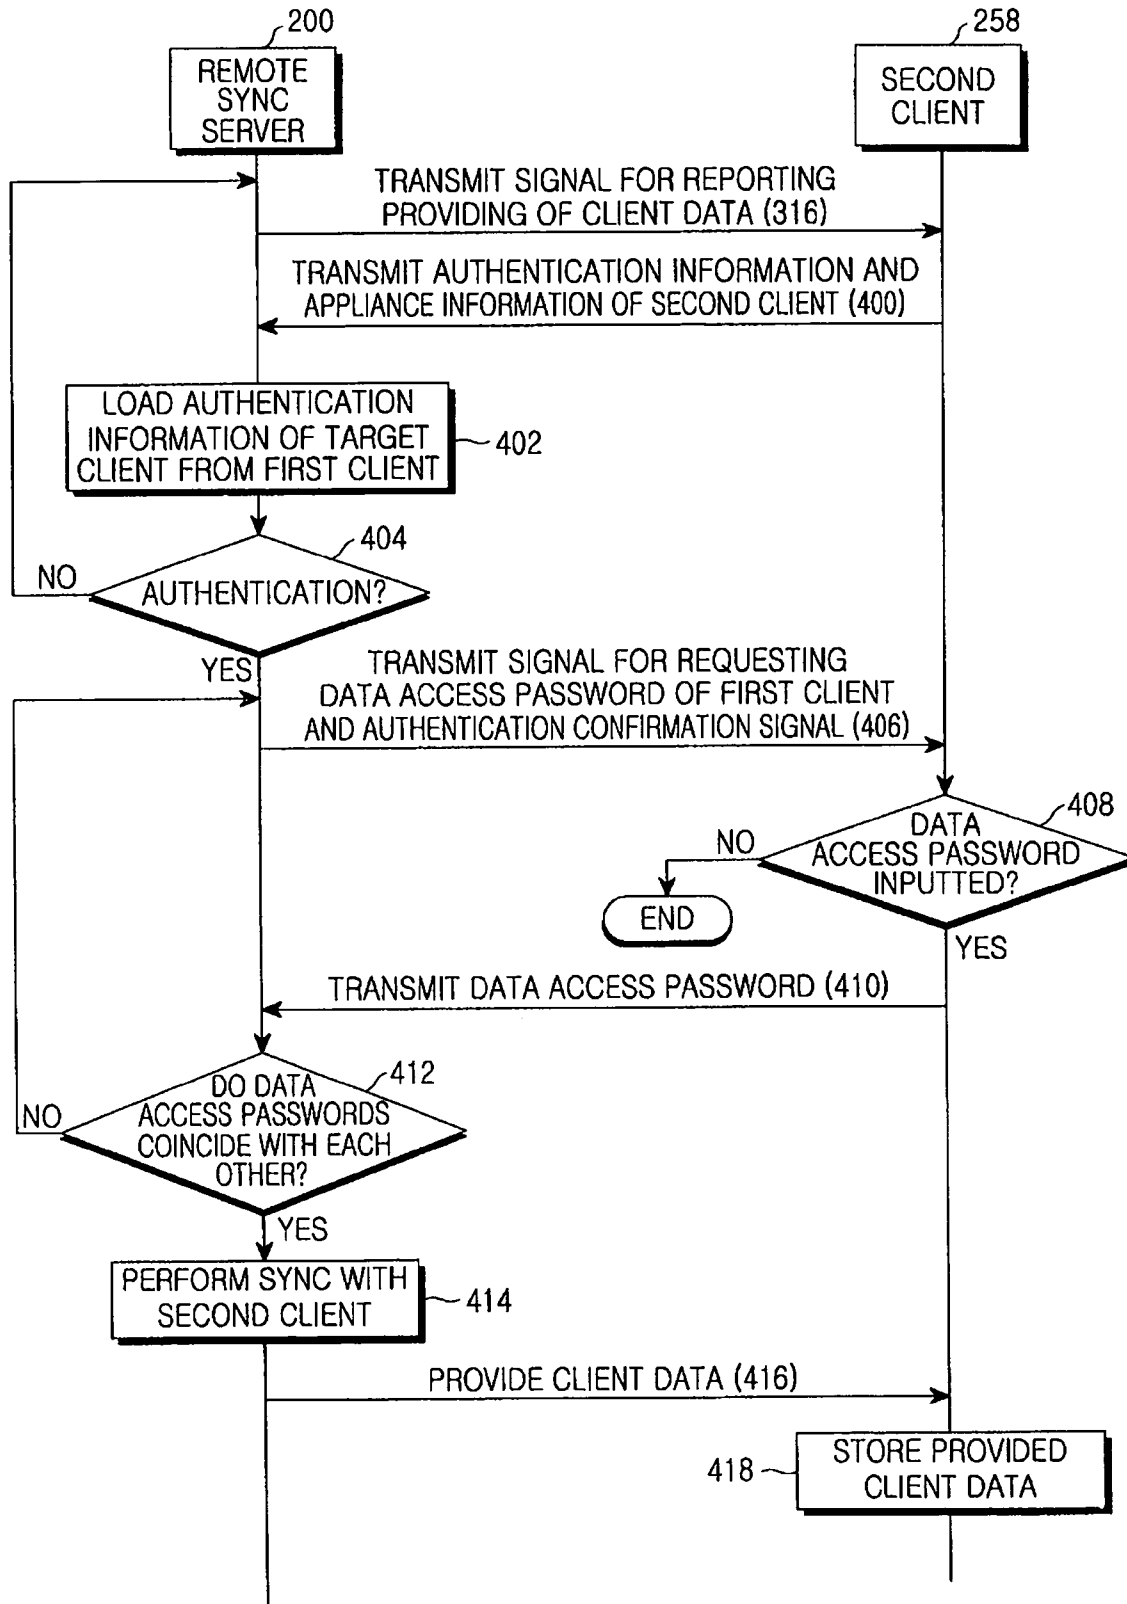 200
REMOTE
SYNC
SERVER
258
SECOND
CLIENT
TRANSMIT SIGNAL FOR REPORTING
PROVIDING OF CLIENT DATA (316)
TRANSMIT AUTHENTICATION INFORMATION AND
APPLIANCE INFORMATION OF SECOND CLIENT (400)
LOAD AUTHENTICATION
INFORMATION OF TARGET
CLIENT FROM FIRST CLIENT
402
404
NO
AUTHENTICATION?
YES
TRANSMIT SIGNAL FOR REQUESTING
DATA ACCESS PASSWORD OF FIRST CLIENT
AND AUTHENTICATION CONFIRMATION SIGNAL (406)
408
NO
DATA
ACCESS PASSWORD
INPUTTED?
END
YES
TRANSMIT DATA ACCESS PASSWORD (410)
412
NO
DO DATA
ACCESS PASSWORDS
COINCIDE WITH EACH
OTHER?
YES
PERFORM SYNC WITH
SECOND CLIENT
414
PROVIDE CLIENT DATA (416)
418
STORE PROVIDED
CLIENT DATA